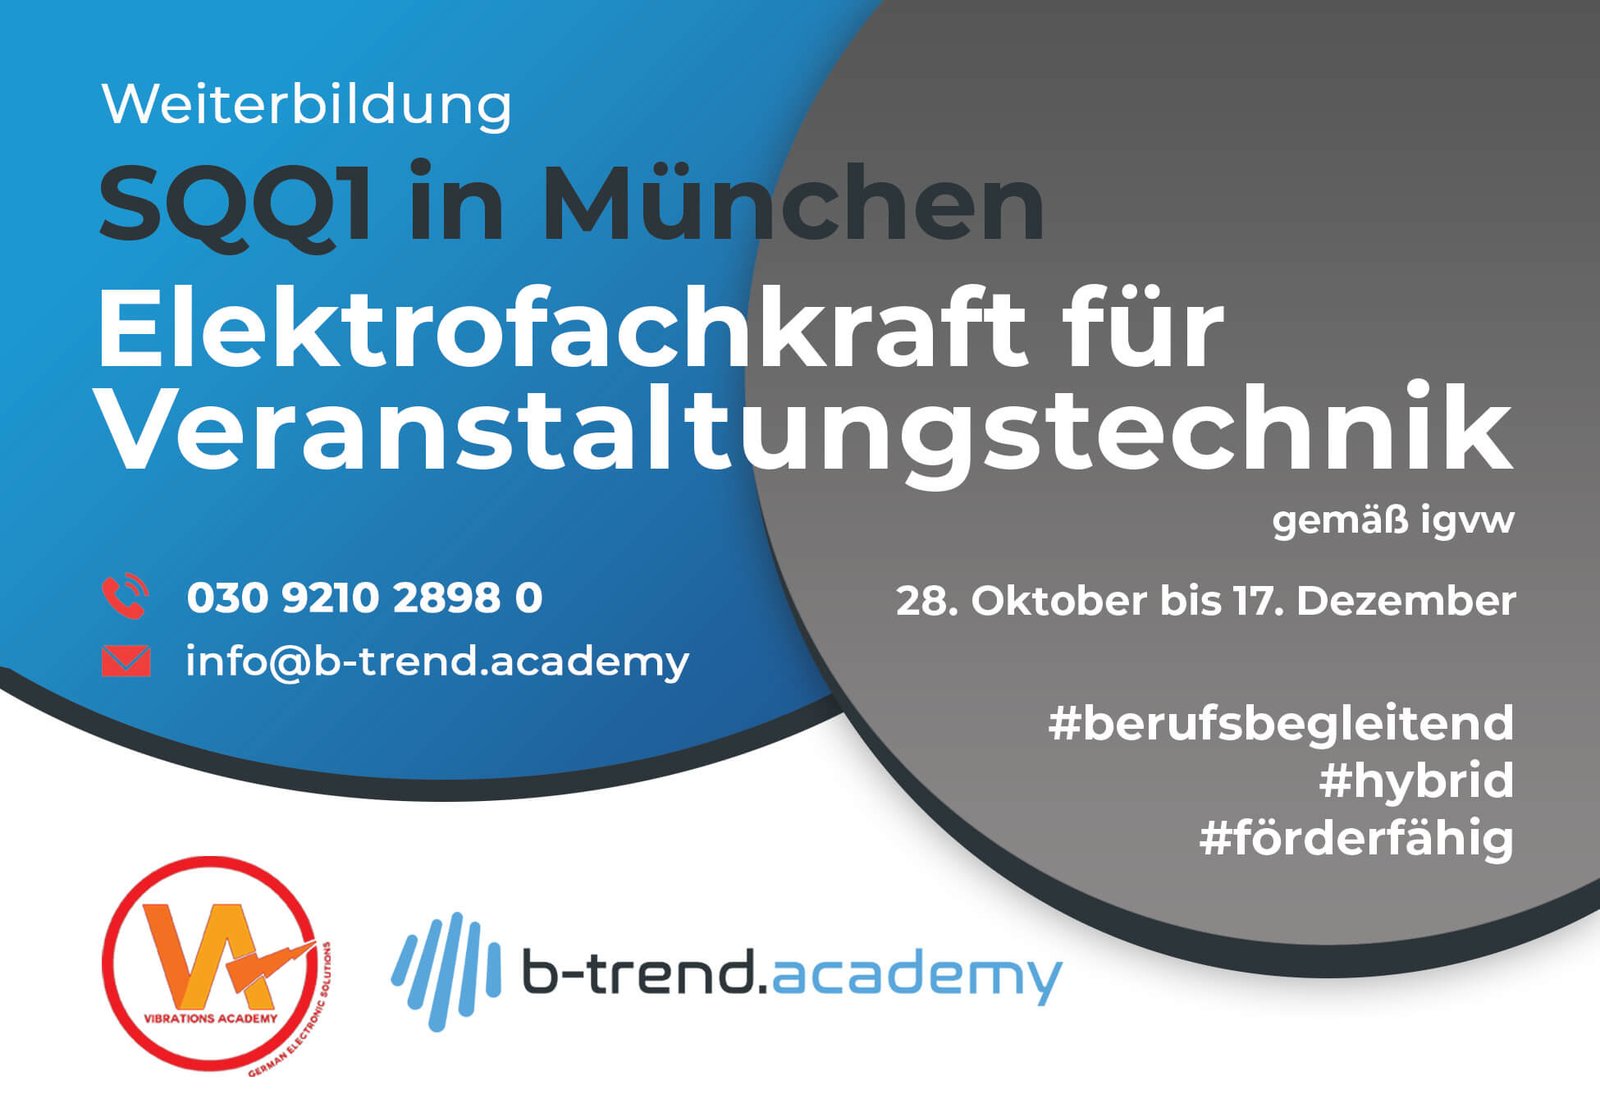 Weiterbildung
SQQ1 in München
Elektrofachkraft für
Veranstaltungstechnik
gemäß igvw
030 9210 2898 0
info@b-trend.academy
28. Oktober bis 17. Dezember
#berufsbegleitend
#hybrid
#förderfähig
VA
VIBRATIONS ACADEMY
GERMAN ELECTRONIC SOLUTIONS
b-trend.academy